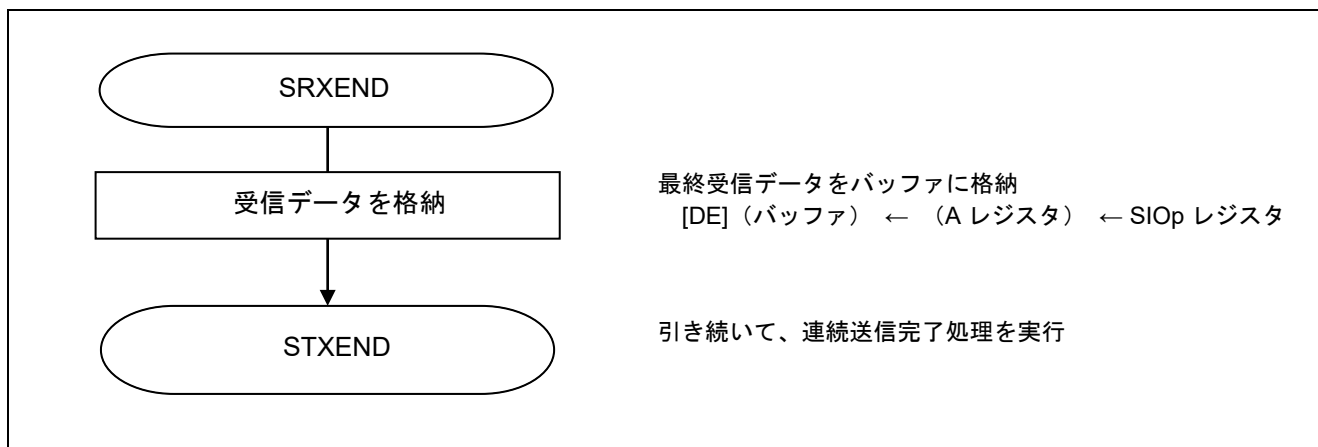 SRXEND
受信データを格納
最終受信データをバッファに格納
[DE]（バッファ） ← （A レジスタ） ← SIOp レジスタ
STXEND
引き続いて、連続送信完了処理を実行